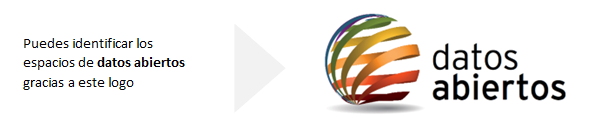 Puedes identificar los
espacios de datos abiertos
gracias a este logo
datos
abiertos